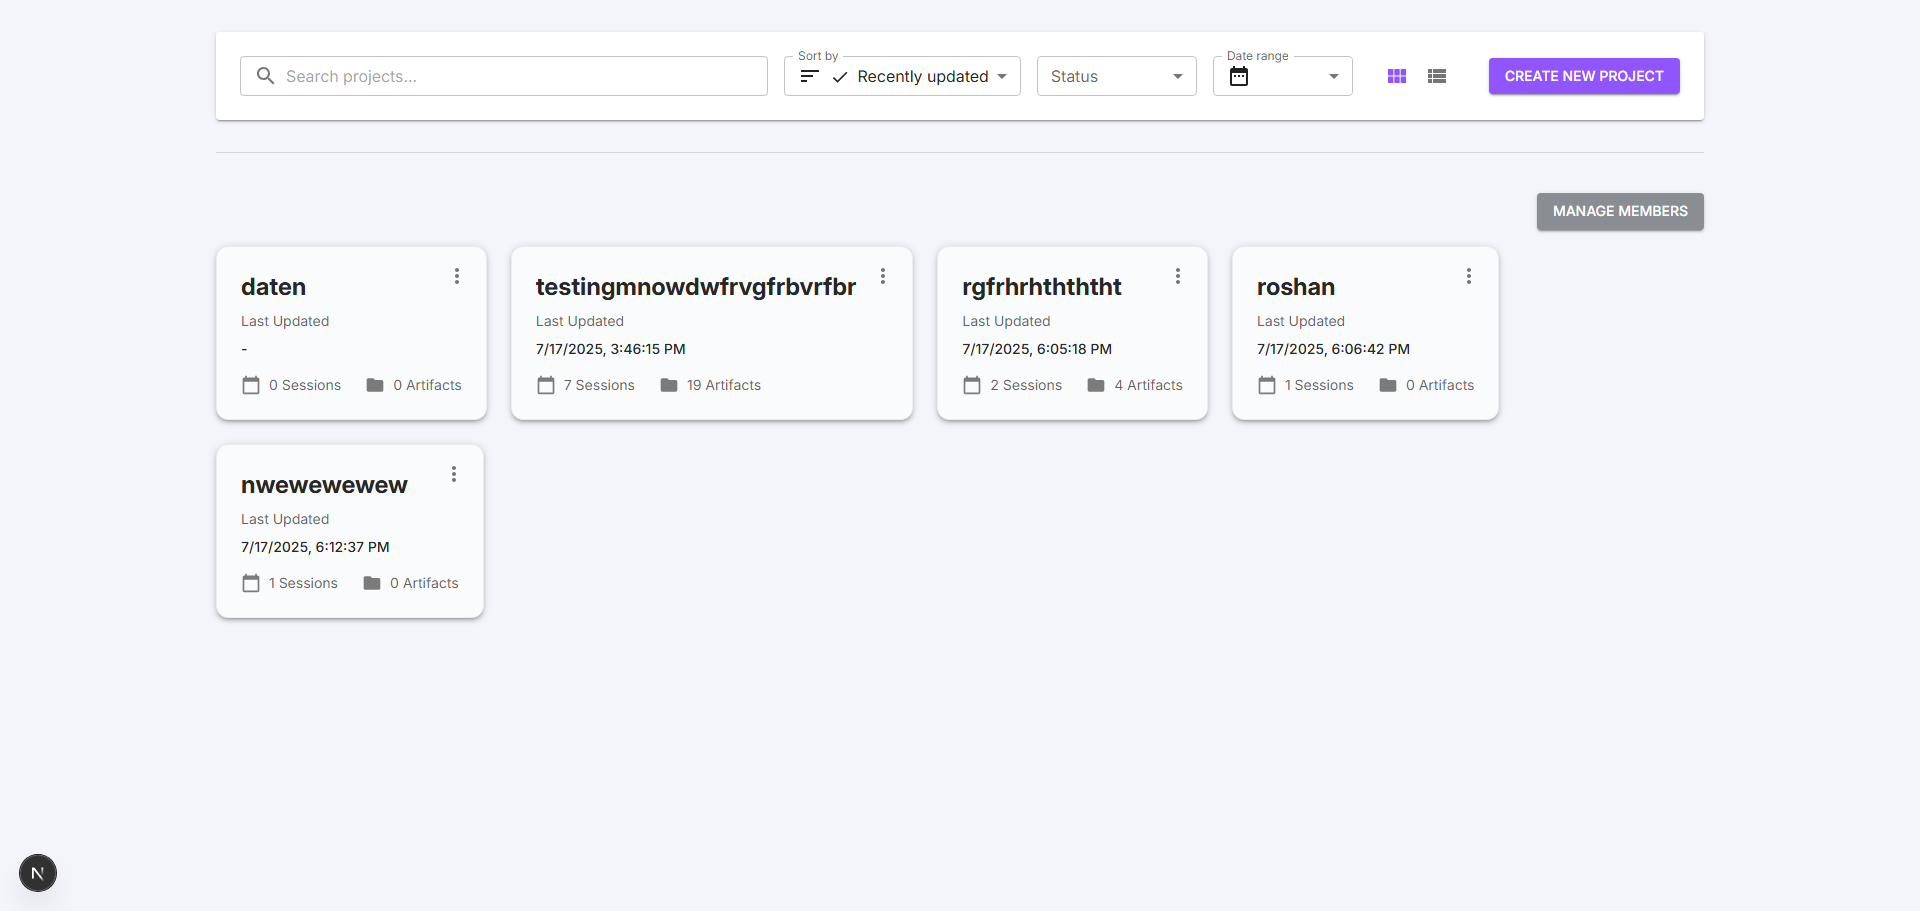 Search projects...
Sort by
Recently updated
Status
Date range
CREATE NEW PROJECT
MANAGE MEMBERS
daten
Last Updated
-
0 Sessions 0 Artifacts
testingmnowdwfrvgfrbvrfbr
Last Updated
7/17/2025, 3:46:15 PM
7 Sessions 19 Artifacts
rgfrhrhthththt
Last Updated
7/17/2025, 6:05:18 PM
2 Sessions 4 Artifacts
roshan
Last Updated
7/17/2025, 6:06:42 PM
1 Sessions 0 Artifacts
nwewewewew
Last Updated
7/17/2025, 6:12:37 PM
1 Sessions 0 Artifacts
N